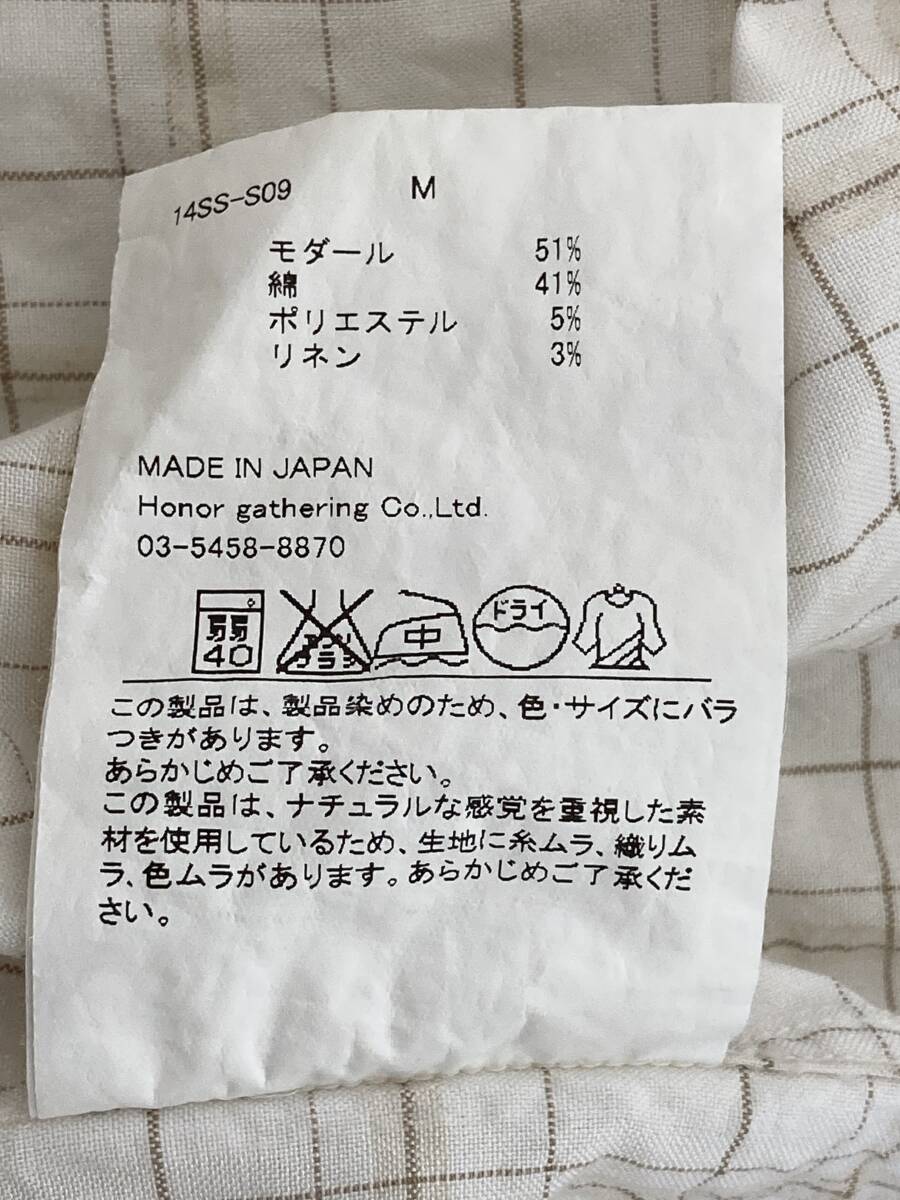 14SS-S09 M
モダール 51%
綿 41%
ポリエステル 5%
リネン 3%
MADE IN JAPAN
Honor gathering Co.,Ltd.
03-5458-8870
弱 40 エンソ サラシ 中 ドライ
この製品は、製品染めのため、色・サイズにバラ
つきがあります。
あらかじめご了承ください。
この製品は、ナチュラルな感覚を重視した素
材を使用しているため、生地に糸ムラ、織りム
ラ、色ムラがあります。あらかじめご了承くだ
さい。